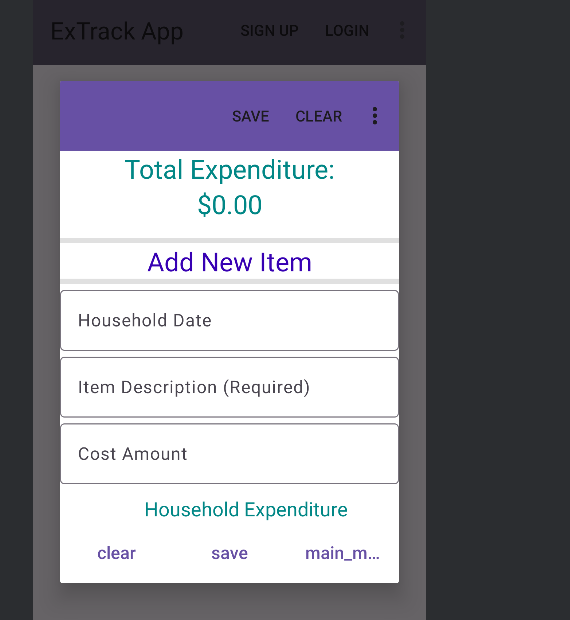 ExTrack App SIGN UP LOGIN
SAVE CLEAR
Total Expenditure:
$0.00
Add New Item
Household Date
Item Description (Required)
Cost Amount
Household Expenditure
clear save main_m...